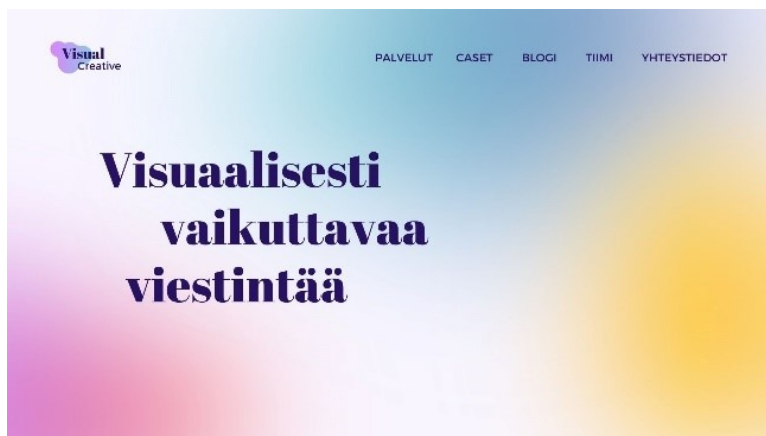 Visual
Creative
PALVELUT CASET BLOGI TIIMI YHTEYSTIEDOT
Visuaalisesti
vaikuttavaa
viestintää